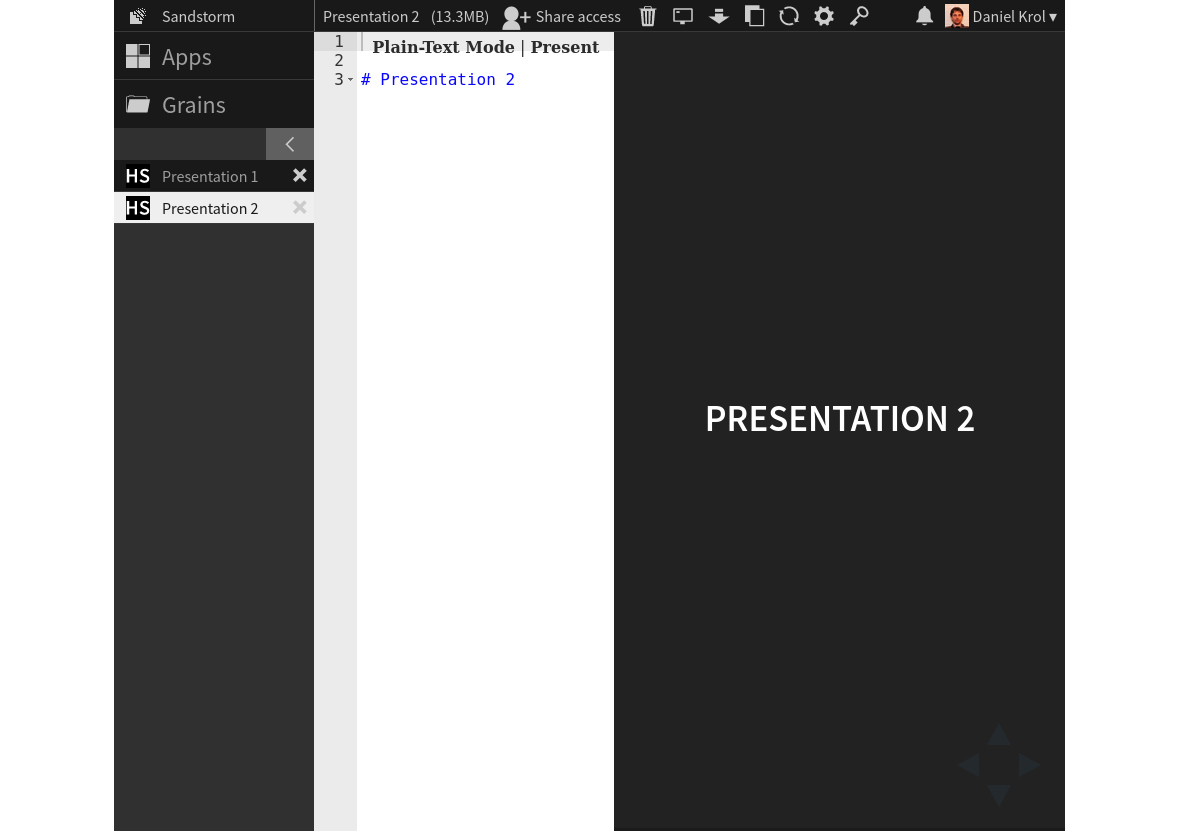 Sandstorm
Presentation 2 (13.3MB) Share access
Daniel Krol ▾
Apps
Grains
HS Presentation 1
HS Presentation 2
1
Plain-Text Mode | Present
2
3 # Presentation 2
PRESENTATION 2